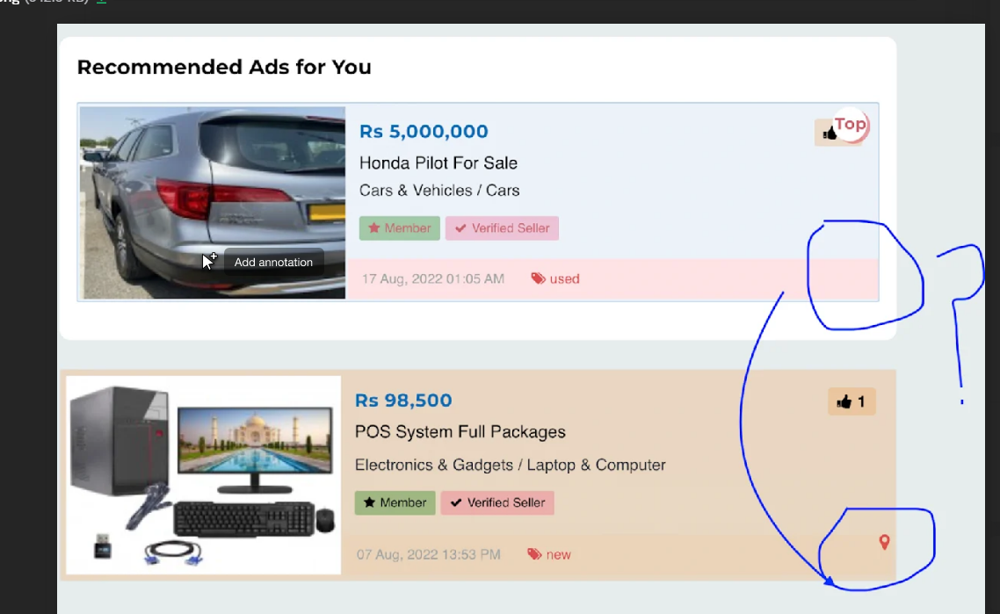 Recommended Ads for You
Rs 5,000,000
Top
Honda Pilot For Sale
Cars & Vehicles / Cars
Member
Verified Seller
Add annotation
17 Aug, 2022 01:05 AM
used
?
Rs 98,500
1
POS System Full Packages
Electronics & Gadgets / Laptop & Computer
Member
Verified Seller
07 Aug, 2022 13:53 PM
new